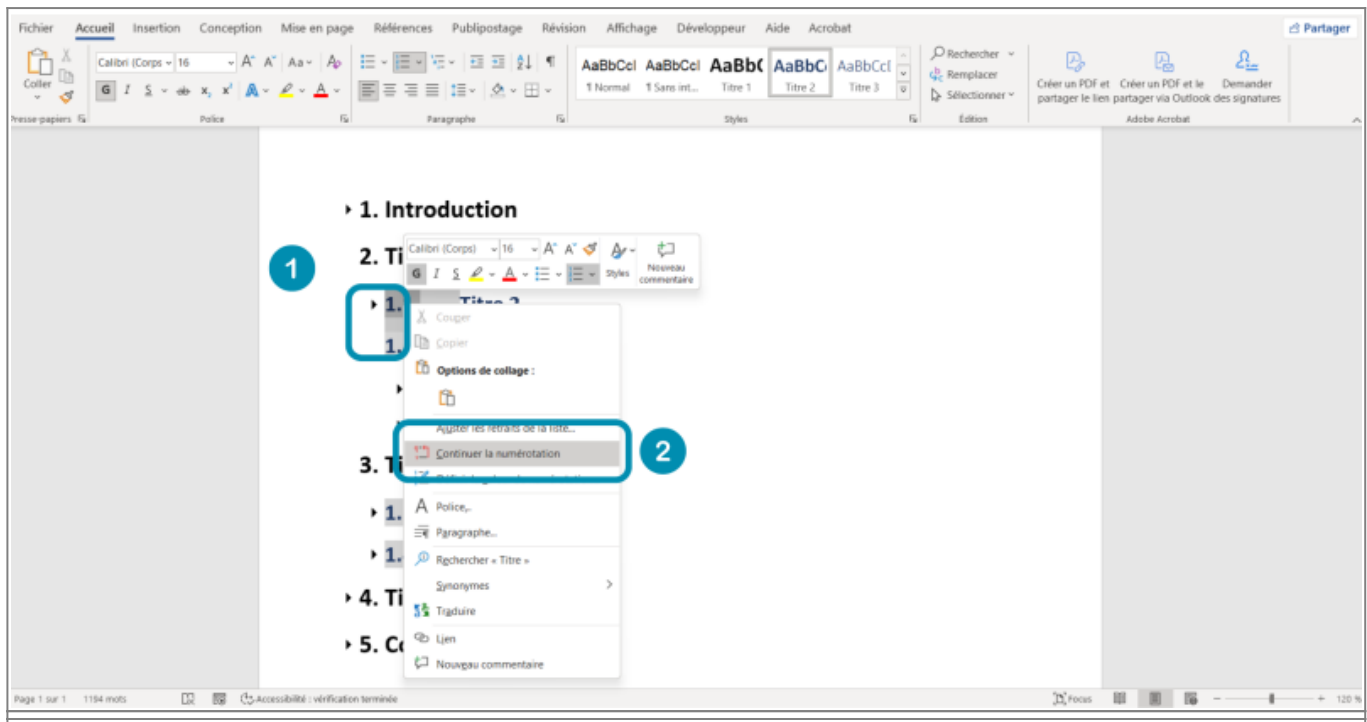 Fichier Accueil Insertion Conception Mise en page Références Publipostage Révision Affichage Développeur Aide Acrobat Partager
Coller
Calibri (Corps 16
AaBbCcI AaBbCcI AaBbC AaBbC AaBbCcI
¶ Normal ¶ Sans int... Titre 1 Titre 2 Titre 3
Rechercher
Remplacer
Sélectionner
Créer un PDF et partager le lien
Créer un PDF et le partager via Outlook
Demander des signatures
Presse-papiers Police Paragraphe Styles Édition Adobe Acrobat
1. Introduction
1
2. Ti
Calibri (Corps) 16
G I S Styles Nouveau commentaire
1. Titre 2
Couper
1.
Copier
Options de collage :
Ajuster les retraits de la liste...
2
Continuer la numérotation
3. Ti
1.
Police...
Paragraphe...
1.
Rechercher « Titre »
Synonymes
4. Ti
Traduire
Lien
5. Co
Nouveau commentaire
Page 1 sur 1 1194 mots Accessibilité : vérification terminée Focus 120 %